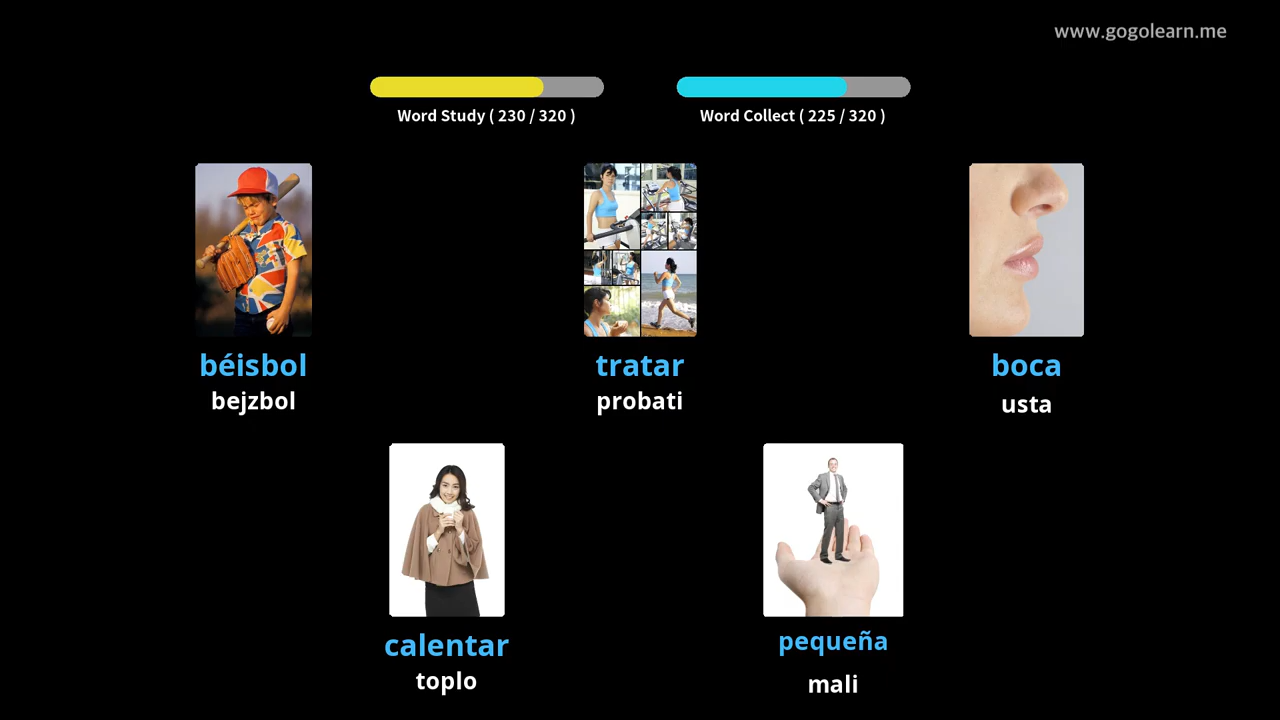 www.gogolearn.me
Word Study ( 230 / 320 )
Word Collect ( 225 / 320 )
béisbol
bejzbol
tratar
probati
boca
usta
calentar
toplo
pequeña
mali